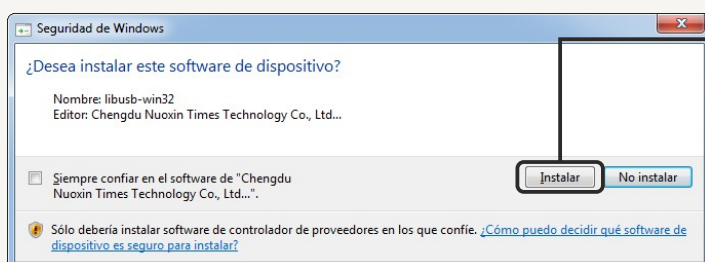 Seguridad de Windows
¿Desea instalar este software de dispositivo?
Nombre: libusb-win32
Editor: Chengdu Nuoxin Times Technology Co., Ltd...
Siempre confiar en el software de "Chengdu
Nuoxin Times Technology Co., Ltd...".
Instalar
No instalar
Sólo debería instalar software de controlador de proveedores en los que confíe. ¿Cómo puedo decidir qué software de
dispositivo es seguro para instalar?